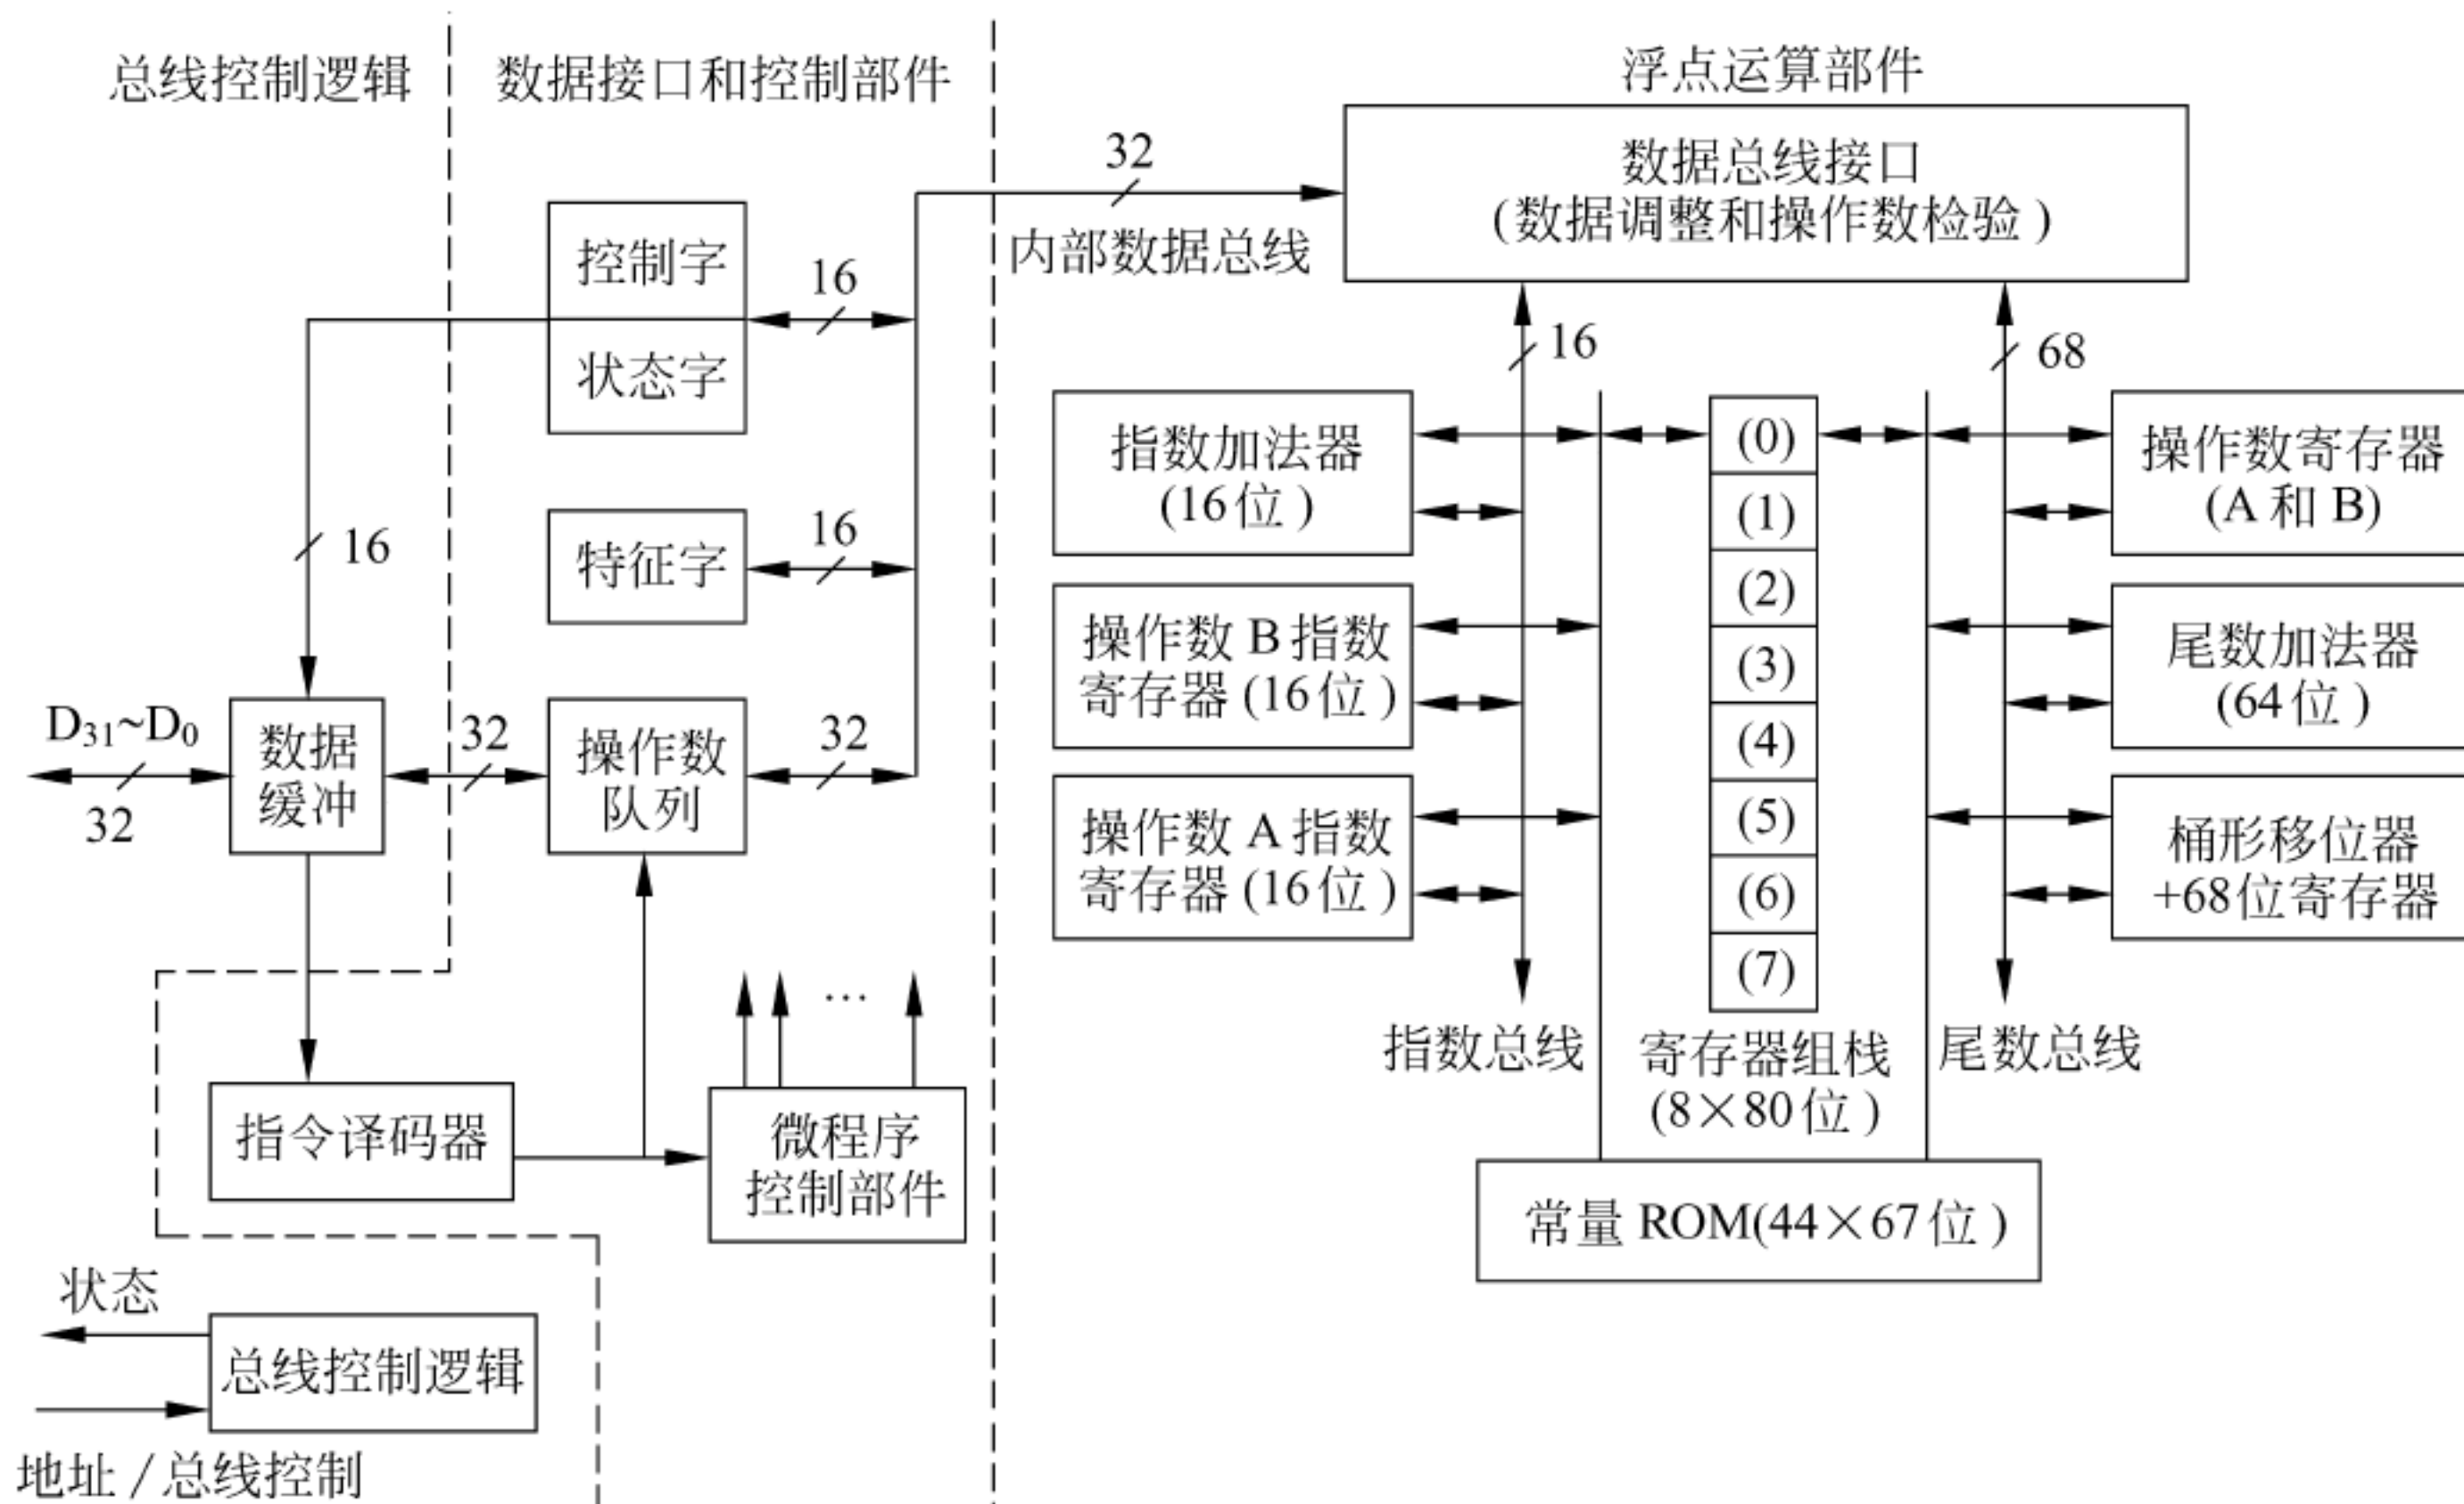 总线控制逻辑
数据接口和控制部件
浮点运算部件
控制字
状态字
16
16
特征字
16
D31~D0
32
数据
缓冲
32
操作数
队列
32
指令译码器
微程序
控制部件
…
状态
总线控制逻辑
地址/总线控制
32
内部数据总线
数据总线接口
(数据调整和操作数检验)
16
68
指数加法器
(16位)
操作数 B 指数
寄存器(16位)
操作数 A 指数
寄存器(16位)
(0)
(1)
(2)
(3)
(4)
(5)
(6)
(7)
操作数寄存器
(A 和 B)
尾数加法器
(64位)
桶形移位器
+68位寄存器
指数总线
寄存器组栈
(8×80位)
尾数总线
常量 ROM(44×67位)